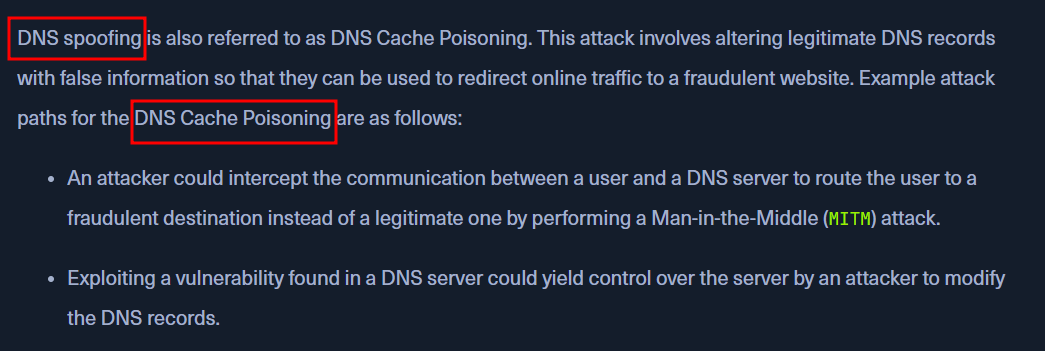 DNS spoofing is also referred to as DNS Cache Poisoning. This attack involves altering legitimate DNS records
with false information so that they can be used to redirect online traffic to a fraudulent website. Example attack
paths for the DNS Cache Poisoning are as follows:
• An attacker could intercept the communication between a user and a DNS server to route the user to a
fraudulent destination instead of a legitimate one by performing a Man-in-the-Middle (MITM) attack.
• Exploiting a vulnerability found in a DNS server could yield control over the server by an attacker to modify
the DNS records.